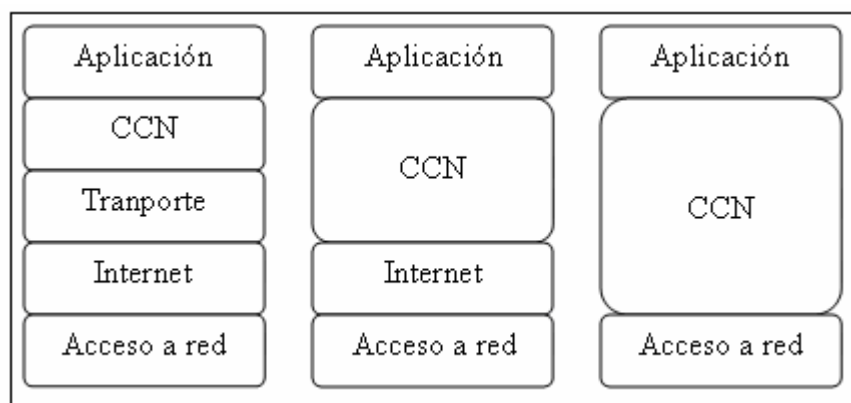 Aplicación
CCN
Tranporte
Internet
Acceso a red
Aplicación
CCN
Internet
Acceso a red
Aplicación
CCN
Acceso a red